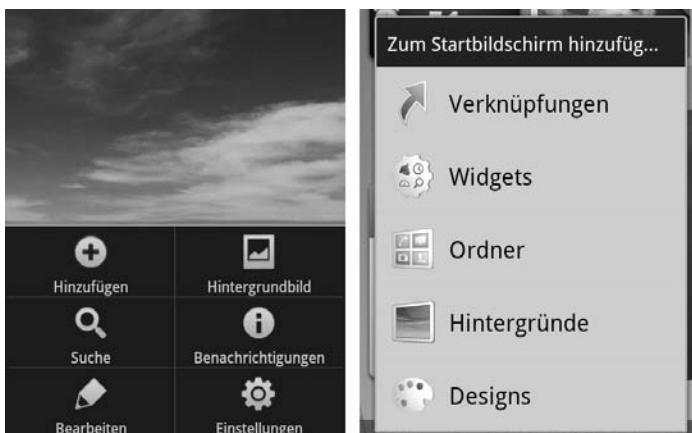 Hinzufügen
Hintergrundbild
Suche
Benachrichtigungen
Bearbeiten
Einstellungen
Zum Startbildschirm hinzufüg...
Verknüpfungen
Widgets
Ordner
Hintergründe
Designs